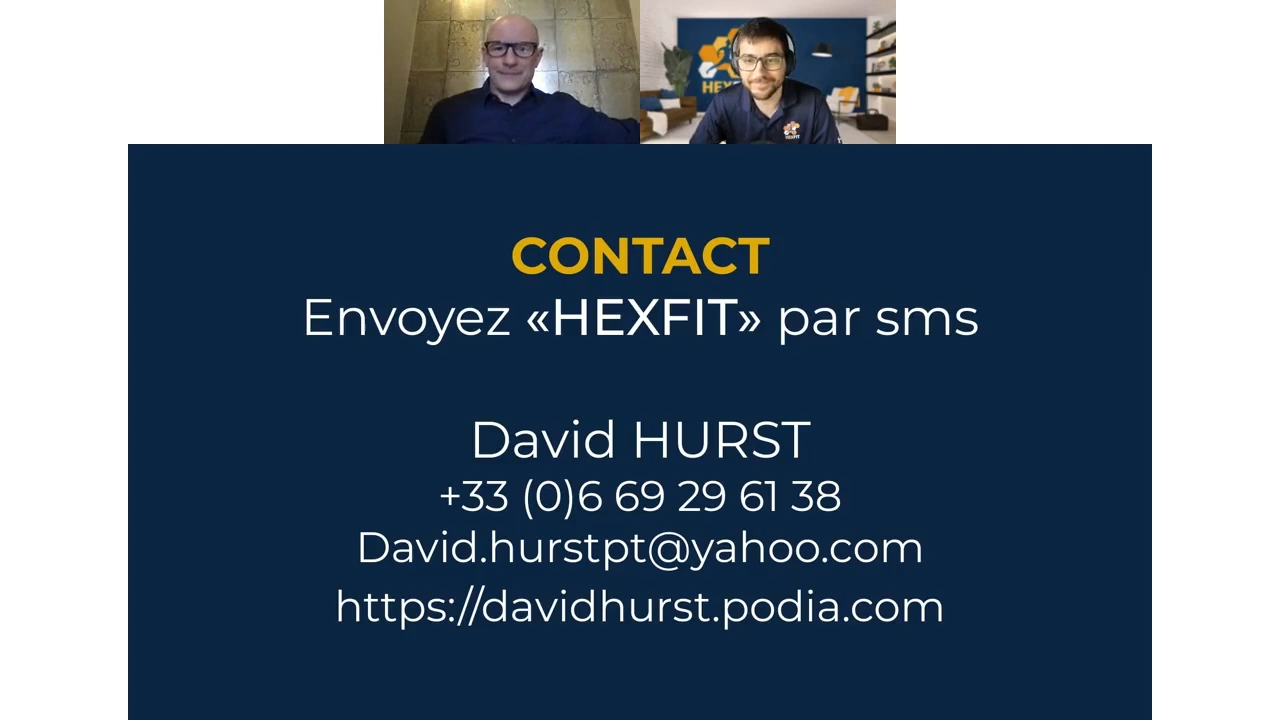 HEXFIT
CONTACT
Envoyez «HEXFIT» par sms
David HURST
+33 (0)6 69 29 61 38
David.hurstpt@yahoo.com
https://davidhurst.podia.com